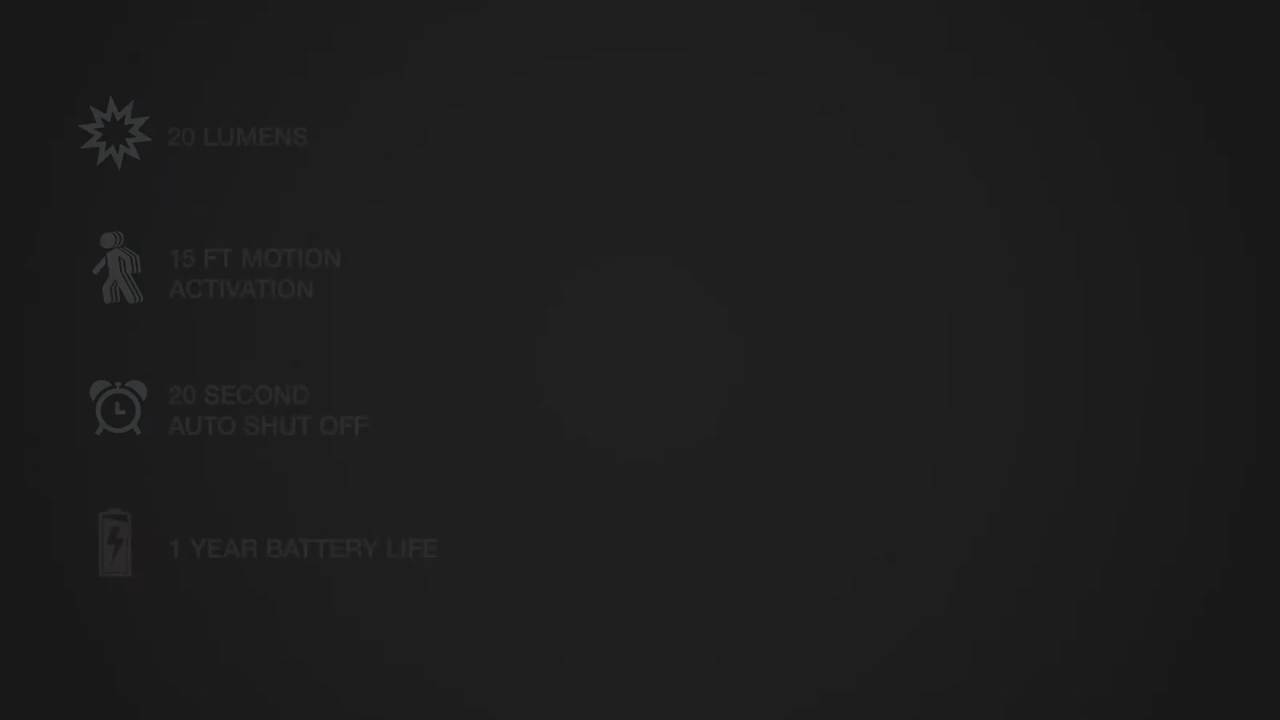 20 LUMENS
15 FT MOTION
ACTIVATION
20 SECOND
AUTO SHUT OFF
1 YEAR BATTERY LIFE